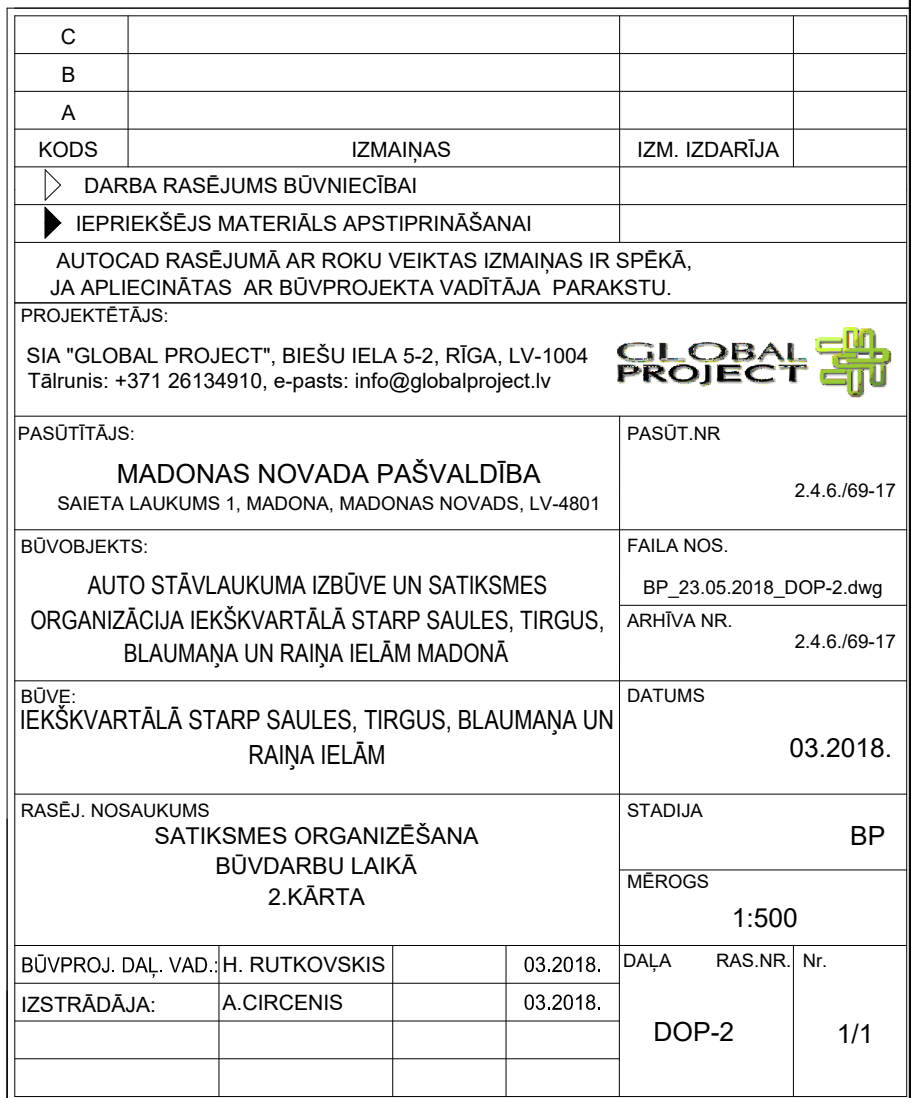 C
B
A
KODS IZMAIŅAS IZM. IZDARĪJA
DARBA RASĒJUMS BŪVNIECĪBAI
IEPRIEKŠĒJS MATERIĀLS APSTIPRINĀŠANAI
AUTOCAD RASĒJUMĀ AR ROKU VEIKTAS IZMAIŅAS IR SPĒKĀ,
JA APLIECINĀTAS AR BŪVPROJEKTA VADĪTĀJA PARAKSTU.
PROJEKTĒTĀJS:
SIA "GLOBAL PROJECT", BIEŠU IELA 5-2, RĪGA, LV-1004
Tālrunis: +371 26134910, e-pasts: info@globalproject.lv
GLOBAL
PROJECT
PASŪTĪTĀJS:
MADONAS NOVADA PAŠVALDĪBA
SAIETA LAUKUMS 1, MADONA, MADONAS NOVADS, LV-4801
PASŪT.NR
2.4.6./69-17
BŪVOBJEKTS:
AUTO STĀVLAUKUMA IZBŪVE UN SATIKSMES
ORGANIZĀCIJA IEKŠKVARTĀLĀ STARP SAULES, TIRGUS,
BLAUMAŅA UN RAIŅA IELĀM MADONĀ
FAILA NOS.
BP_23.05.2018_DOP-2.dwg
ARHĪVA NR.
2.4.6./69-17
BŪVE:
IEKŠKVARTĀLĀ STARP SAULES, TIRGUS, BLAUMAŅA UN
RAIŅA IELĀM
DATUMS
03.2018.
RASĒJ. NOSAUKUMS
SATIKSMES ORGANIZĒŠANA
BŪVDARBU LAIKĀ
2.KĀRTA
STADIJA
BP
MĒROGS
1:500
BŪVPROJ. DAĻ. VAD.: H. RUTKOVSKIS 03.2018.
IZSTRĀDĀJA: A.CIRCENIS 03.2018.
DAĻA RAS.NR. Nr.
DOP-2 1/1